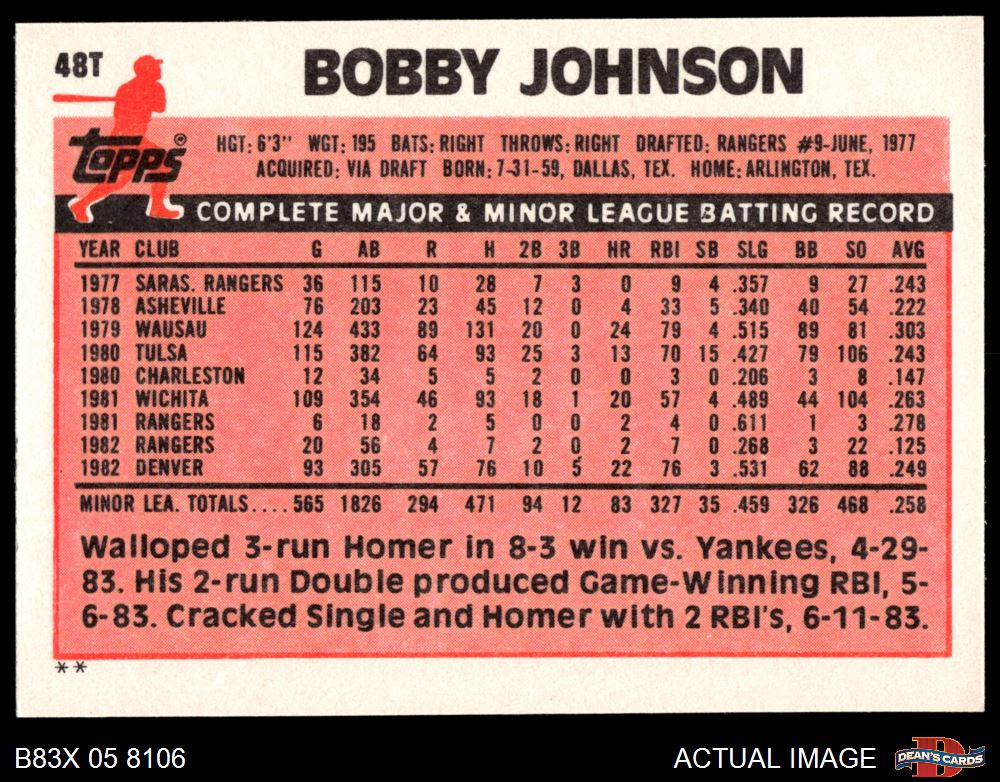 48T
BOBBY JOHNSON
topps ®
HGT: 6'3" WGT: 195 BATS: RIGHT THROWS: RIGHT DRAFTED: RANGERS #9-JUNE, 1977
ACQUIRED: VIA DRAFT BORN: 7-31-59, DALLAS, TEX. HOME: ARLINGTON, TEX.
COMPLETE MAJOR & MINOR LEAGUE BATTING RECORD
YEAR CLUB G AB R H 2B 3B HR RBI SB SLG BB SO AVG
1977 SARAS. RANGERS 36 115 10 28 7 3 0 9 4 .357 9 27 .243
1978 ASHEVILLE 76 203 23 45 12 0 4 33 5 .340 40 54 .222
1979 WAUSAU 124 433 89 131 20 0 24 79 4 .515 89 81 .303
1980 TULSA 115 382 64 93 25 3 13 70 15 .427 79 106 .243
1980 CHARLESTON 12 34 5 5 2 0 0 3 0 .206 3 8 .147
1981 WICHITA 109 354 46 93 18 1 20 57 4 .489 44 104 .263
1981 RANGERS 6 18 2 5 0 0 2 4 0 .611 1 3 .278
1982 RANGERS 20 56 4 7 2 0 2 7 0 .268 3 22 .125
1982 DENVER 93 305 57 76 10 5 22 76 3 .531 62 88 .249
MINOR LEA. TOTALS....565 1826 294 471 94 12 83 327 35 .459 326 468 .258
Walloped 3-run Homer in 8-3 win vs. Yankees, 4-29-
83. His 2-run Double produced Game-Winning RBI, 5-
6-83. Cracked Single and Homer with 2 RBI's, 6-11-83.
**
B83X 05 8106
ACTUAL IMAGE
DEAN'S CARDS